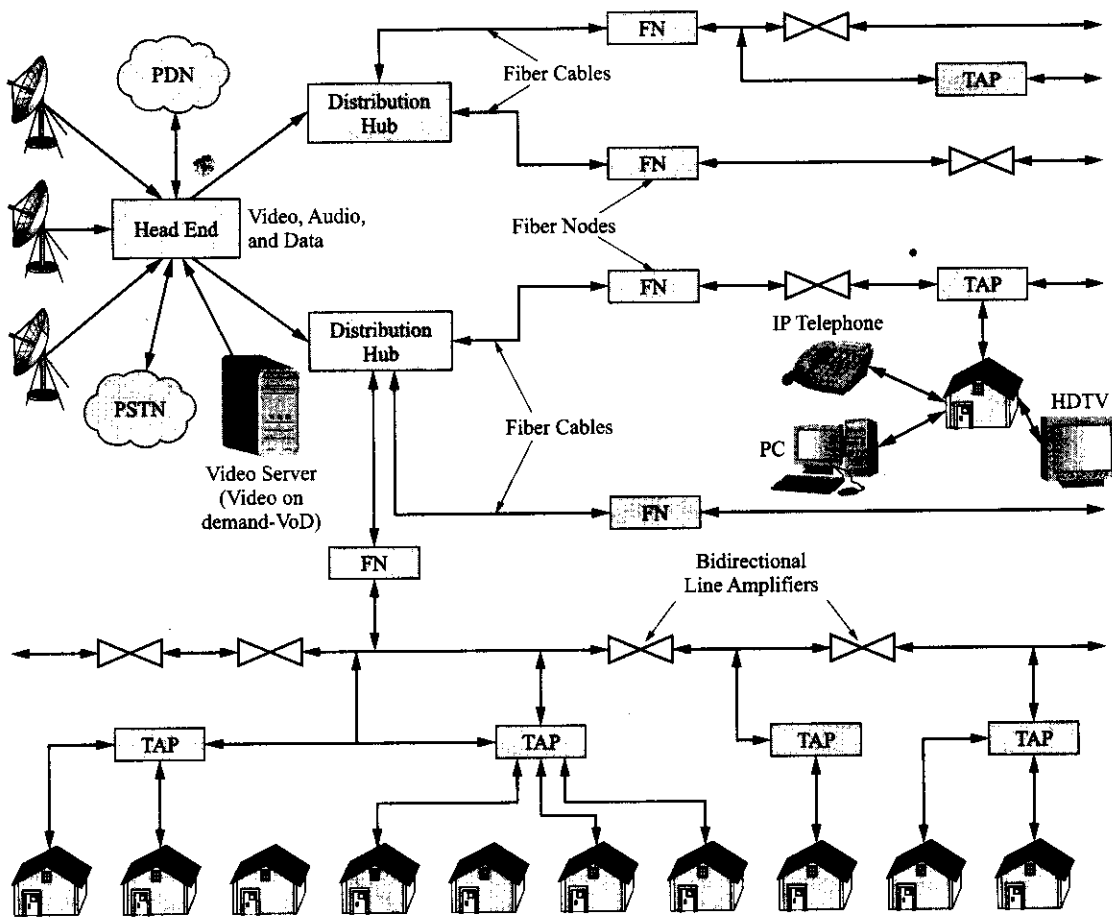 FN
PDN
Fiber Cables
TAP
Distribution
Hub
FN
Head End
Video, Audio,
and Data
Fiber Nodes
FN
TAP
Distribution
Hub
IP Telephone
HDTV
PSTN
Fiber Cables
PC
Video Server
(Video on
demand-VoD)
FN
FN
Bidirectional
Line Amplifiers
TAP
TAP
TAP
TAP